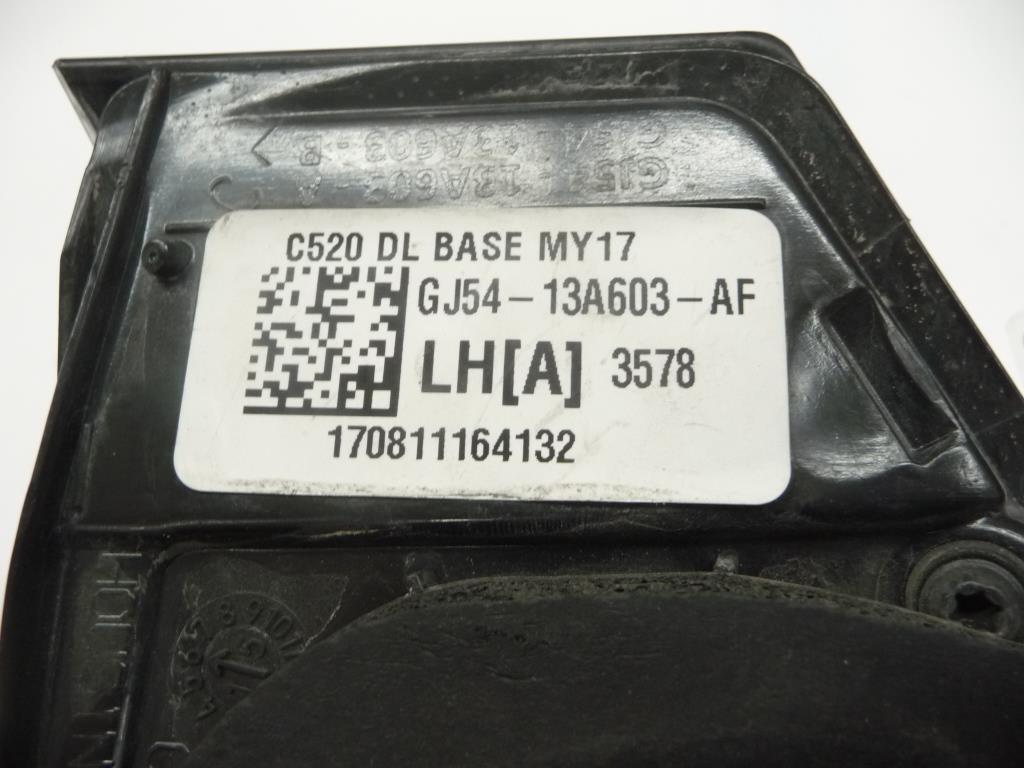 C520 DL BASE MY17
GJ54-13A603-AF
LH[A] 3578
170811164132